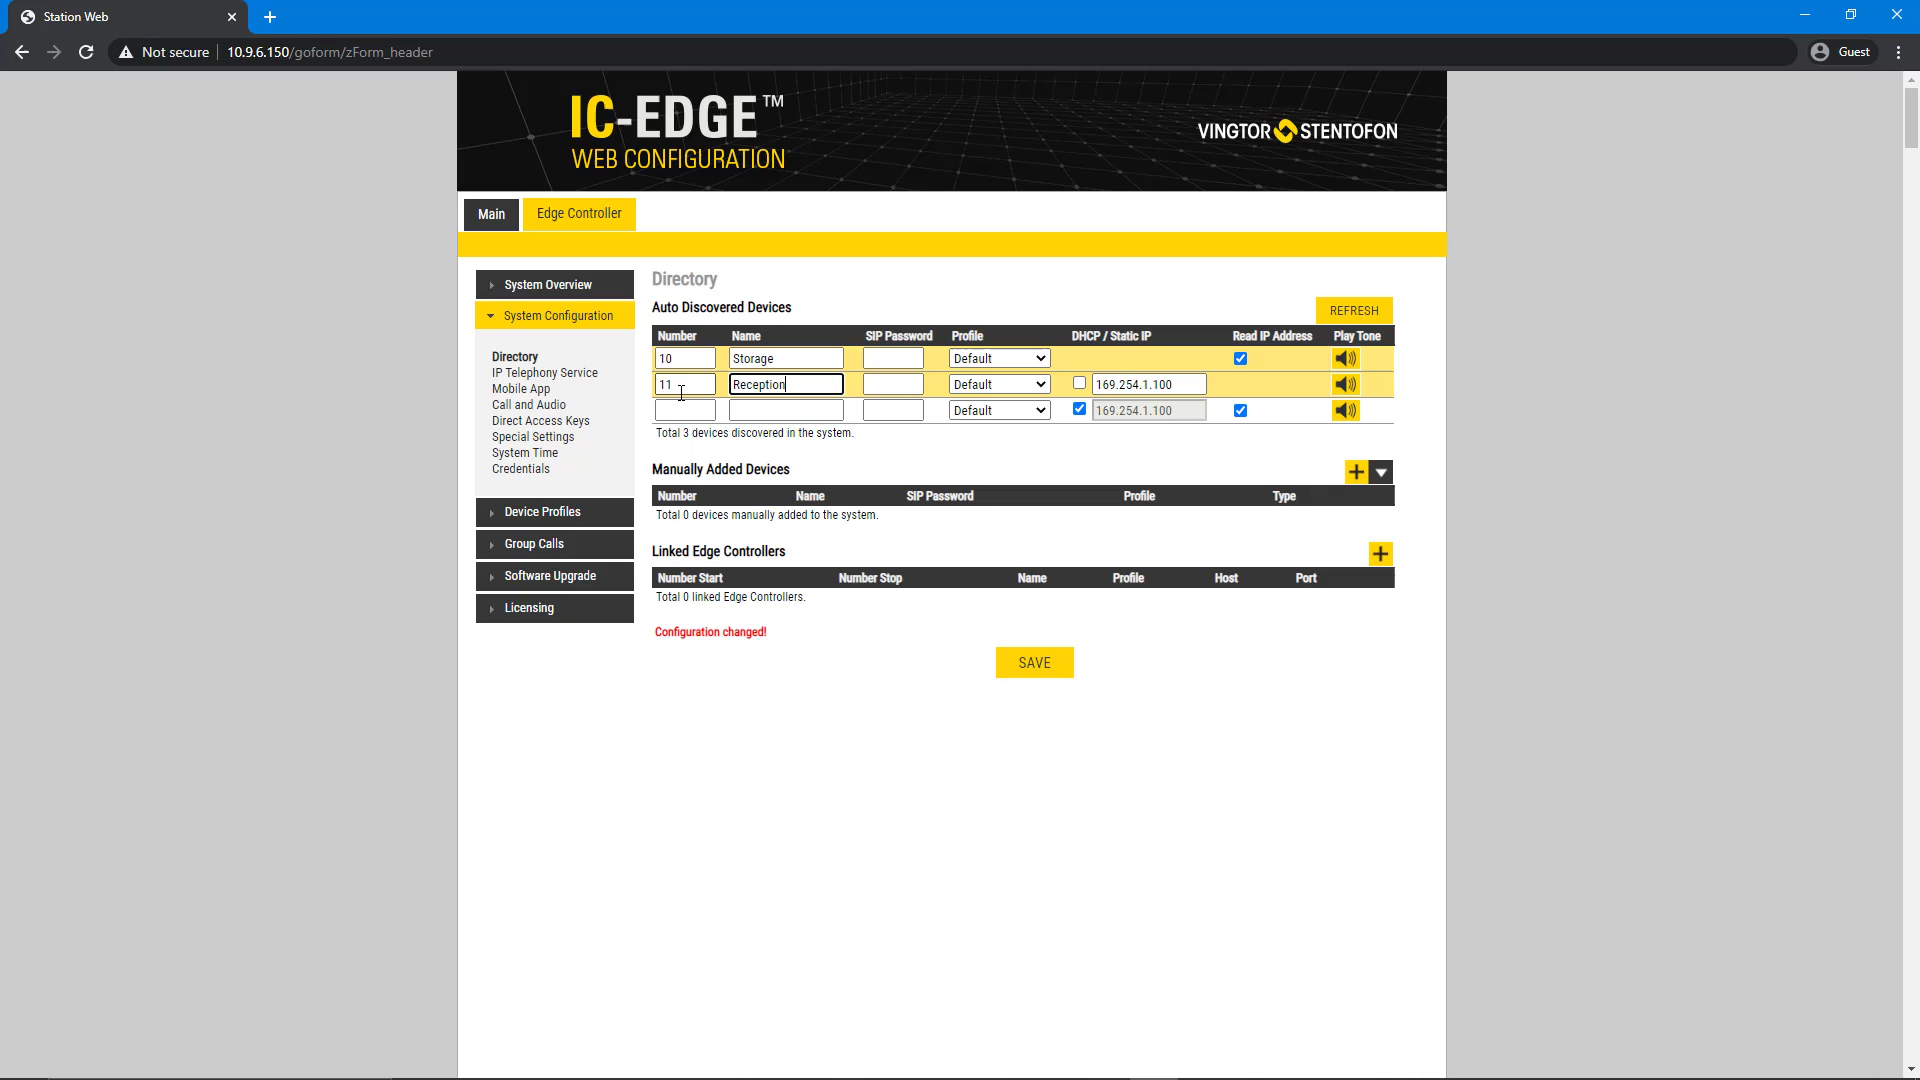 Station Web
Not secure 10.9.6.150/goform/zForm_header Guest
IC-EDGE™
WEB CONFIGURATION
VINGTOR STENTOFON
Main Edge Controller
System Overview
System Configuration
Directory
IP Telephony Service
Mobile App
Call and Audio
Direct Access Keys
Special Settings
System Time
Credentials
Device Profiles
Group Calls
Software Upgrade
Licensing
Directory
Auto Discovered Devices REFRESH
Number Name SIP Password Profile DHCP / Static IP Read IP Address Play Tone
10 Storage Default
11 Reception Default 169.254.1.100
Default 169.254.1.100
Total 3 devices discovered in the system.
Manually Added Devices
Number Name SIP Password Profile Type
Total 0 devices manually added to the system.
Linked Edge Controllers
Number Start Number Stop Name Profile Host Port
Total 0 linked Edge Controllers.
Configuration changed!
SAVE